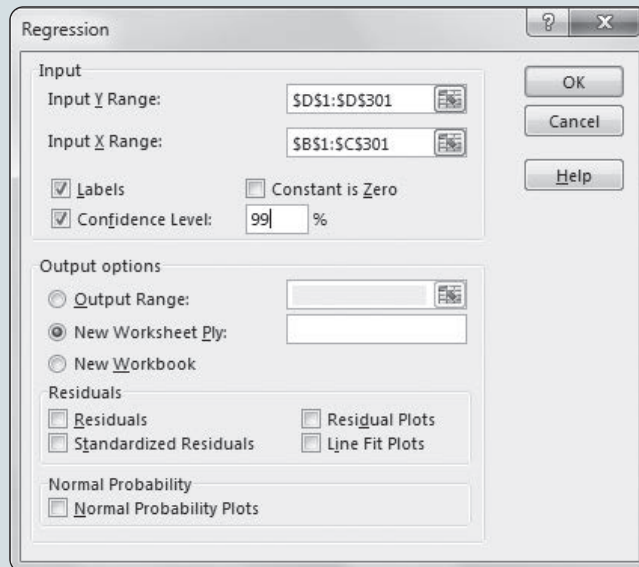 Regression
?
X
Input
Input Y Range:
$D$1:$D$301
Input X Range:
$B$1:$C$301
Labels
Constant is Zero
Confidence Level:
99
%
OK
Cancel
Help
Output options
Output Range:
New Worksheet Ply:
New Workbook
Residuals
Residuals
Residual Plots
Standardized Residuals
Line Fit Plots
Normal Probability
Normal Probability Plots